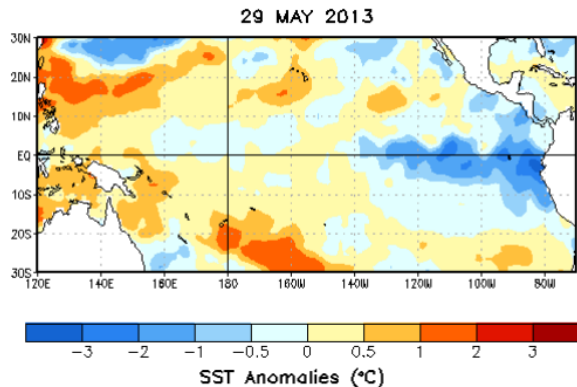 29 MAY 2013
30N
20N
10N
EQ
10S
20S
30S
120E 140E 160E 180 160W 140W 120W 100W 80W
-3 -2 -1 -0.5 0 0.5 1 2 3
SST Anomalies (°C)